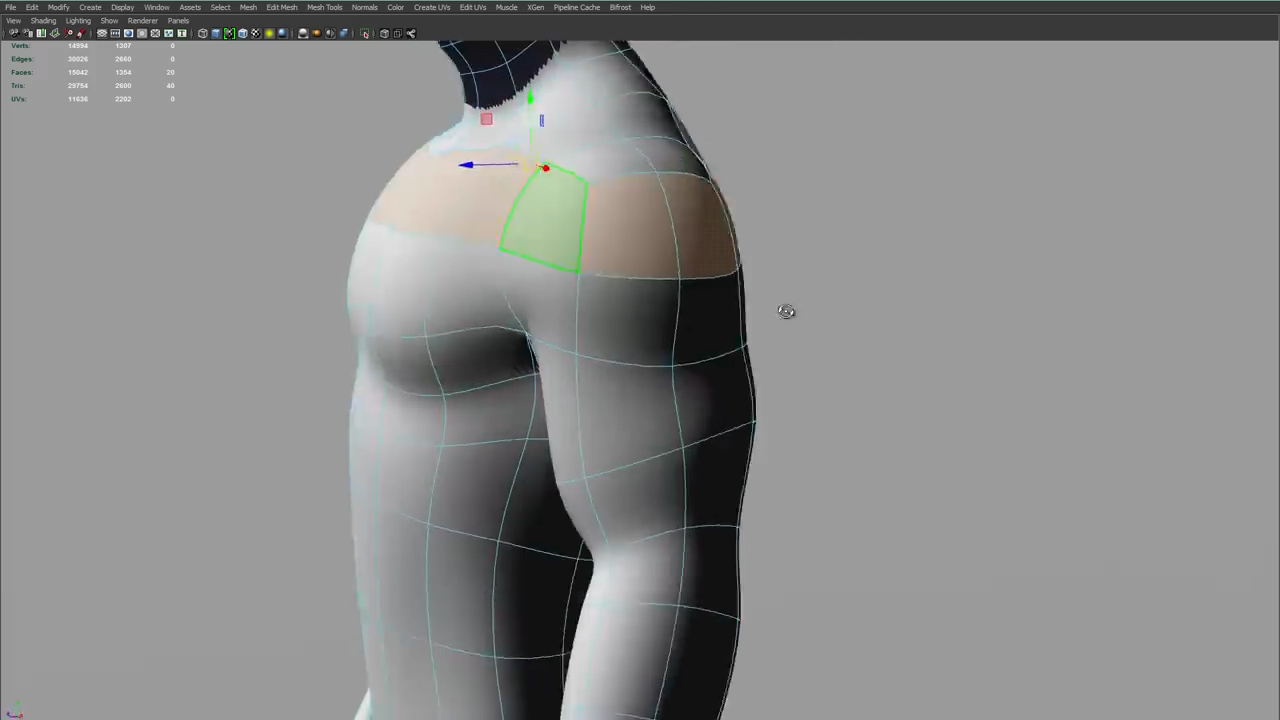 File Edit Modify Create Display Window Assets Select Mesh Edit Mesh Mesh Tools Normals Color Create UVs Edit UVs Muscle XGen Pipeline Cache Bifrost Help
View Shading Lighting Show Renderer Panels
Verts: 14994 1307 0
Edges: 30026 2660 0
Faces: 15042 1354 20
Tris: 29754 2600 40
UVs: 11636 2202 0